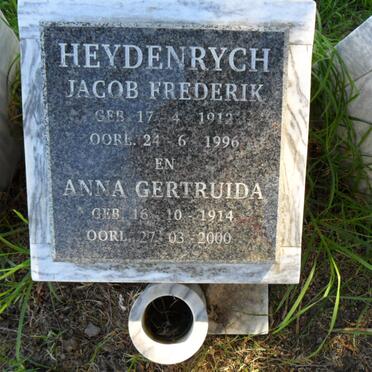 HEYDENRYCH
JACOB FREDERIK
GEB. 17. 4. 1912
OORL. 24-6. 1996
EN
ANNA GERTRUIDA
GEB. 16. 10-1914
OORL. 27-03-2000